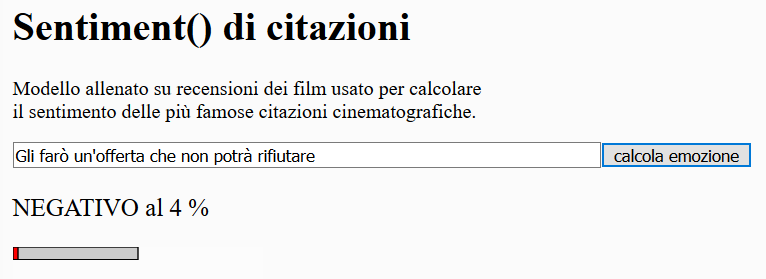 Sentiment() di citazioni
Modello allenato su recensioni dei film usato per calcolare
il sentimento delle più famose citazioni cinematografiche.
Gli farò un'offerta che non potrà rifiutare
calcola emozione
NEGATIVO al 4 %